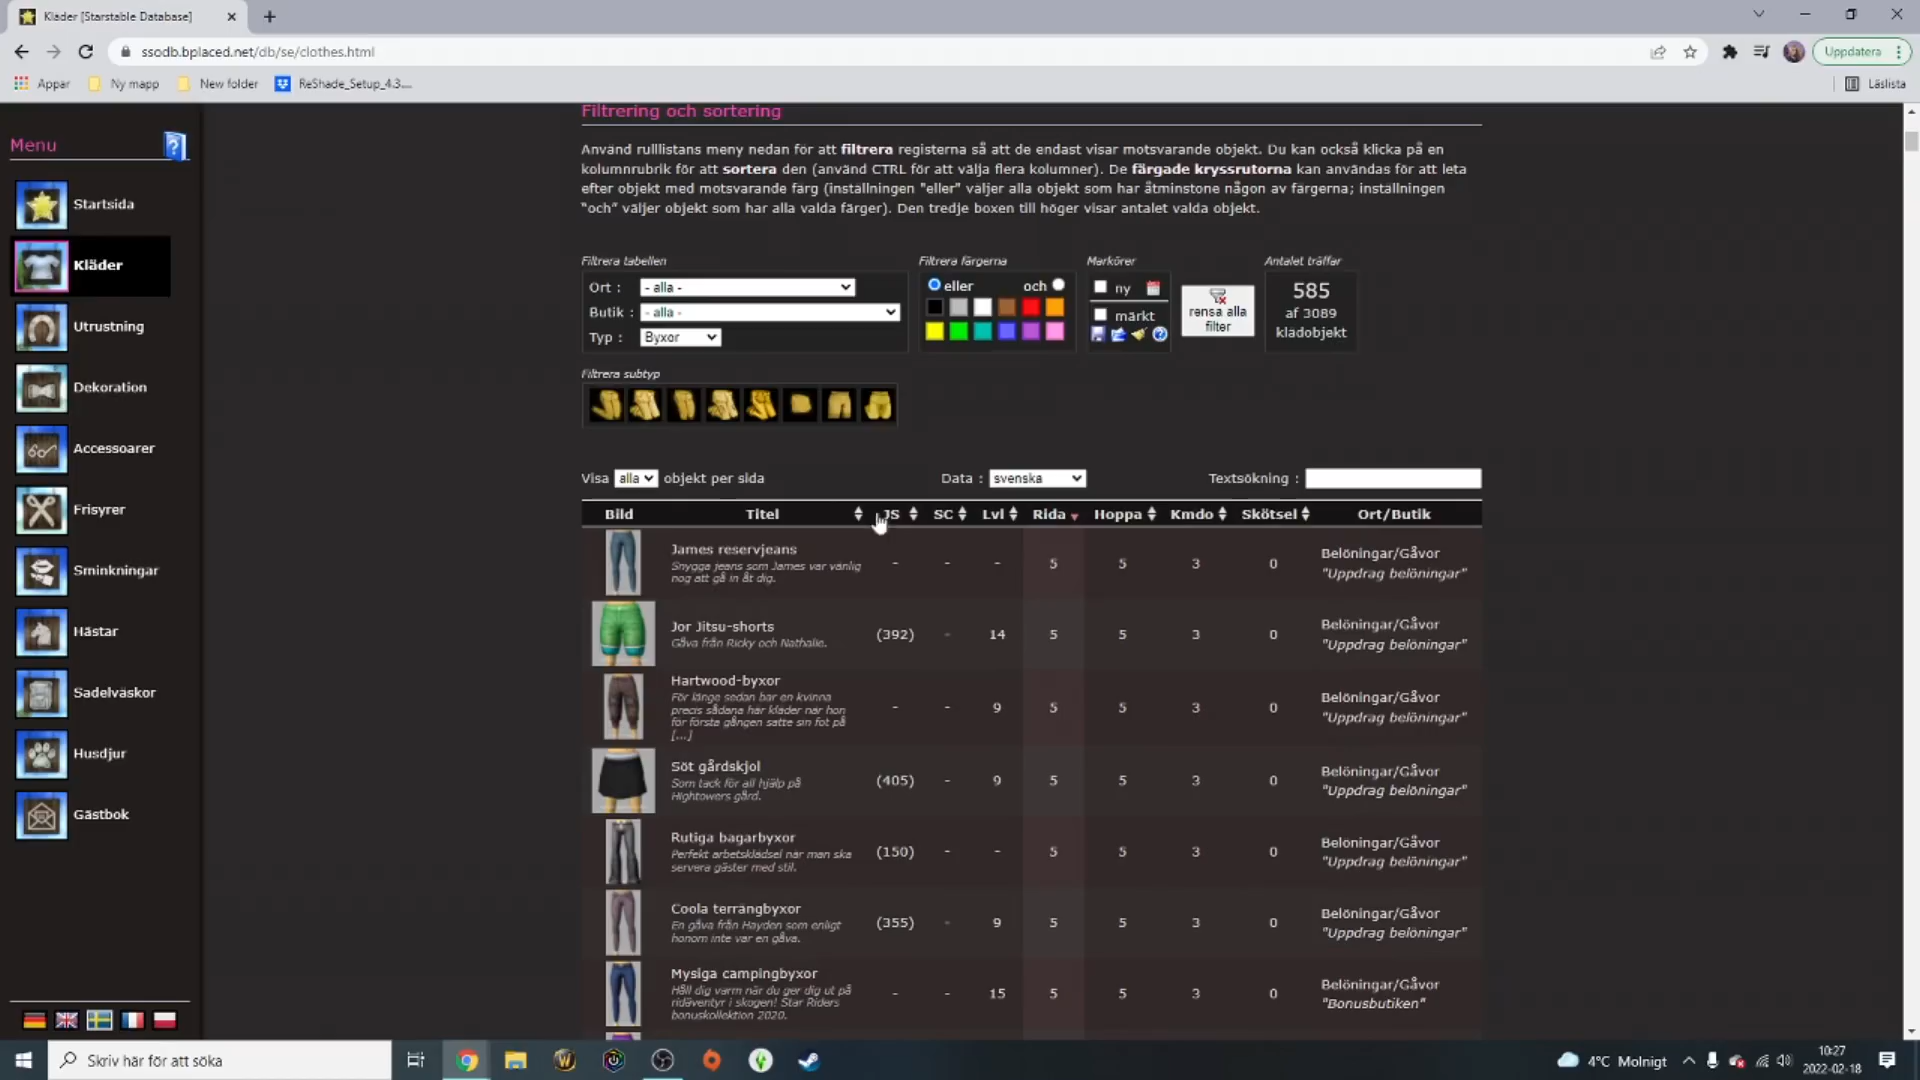 Kläder [Starstable Database]
ssodb.bplaced.net/db/se/clothes.html
Uppdatera
Appar
Ny mapp
New folder
ReShade_Setup_4.3....
Läslista
Menu
Startsida
Kläder
Utrustning
Dekoration
Accessoarer
Frisyrer
Sminkningar
Hästar
Sadelväskor
Husdjur
Gästbok
Filtrering och sortering
Använd rulllistans meny nedan för att filtrera registerna så att de endast visar motsvarande objekt. Du kan också klicka på en
kolumnrubrik för att sortera den (använd CTRL för att välja flera kolumner). De färgade kryssrutorna kan användas för att leta
efter objekt med motsvarande färg (inställningen "eller" väljer alla objekt som har åtminstone någon av färgerna; inställningen
"och" väljer objekt som har alla valda färger). Den tredje boxen till höger visar antalet valda objekt.
Filtrera tabellen
Ort : - alla -
Butik : - alla -
Typ : Byxor
Filtrera färgerna
eller och
Markörer
ny
märkt
rensa alla
filter
Antalet träffar
585
af 3089
klädobjekt
Filtrera subtyp
Visa alla objekt per sida Data : svenska Textsökning :
Bild Titel JS SC Lvl Rida Hoppa Kmdo Skötsel Ort/Butik
James reservjeans
Snygga jeans som James var vänlig
nog att gå in åt dig.
- - - 5 5 3 0
Belöningar/Gåvor
"Uppdrag belöningar"
Jor Jitsu-shorts
Gåva från Ricky och Nathalie.
(392) - 14 5 5 3 0
Belöningar/Gåvor
"Uppdrag belöningar"
Hartwood-byxor
För länge sedan bar en kvinna
precis sådana här kläder när hon
för första gången satte sin fot på
[...]
- - 9 5 5 3 0
Belöningar/Gåvor
"Uppdrag belöningar"
Söt gårdskjol
Som tack för all hjälp på
Hightowers gård.
(405) - 9 5 5 3 0
Belöningar/Gåvor
"Uppdrag belöningar"
Rutiga bagarbyxor
Perfekt arbetsklädsel när man ska
servera gäster med stil.
(150) - - 5 5 3 0
Belöningar/Gåvor
"Uppdrag belöningar"
Coola terrängbyxor
En gåva från Hayden som enligt
honom inte var en gåva.
(355) - 9 5 5 3 0
Belöningar/Gåvor
"Uppdrag belöningar"
Mysiga campingbyxor
Håll dig varm när du ger dig ut på
ridäventyr i skogen! Star Riders
bonuskollektion 2020.
- - 15 5 5 3 0
Belöningar/Gåvor
"Bonusbutiken"
Skriv här för att söka
4°C Molnigt
10:27
2022-02-18